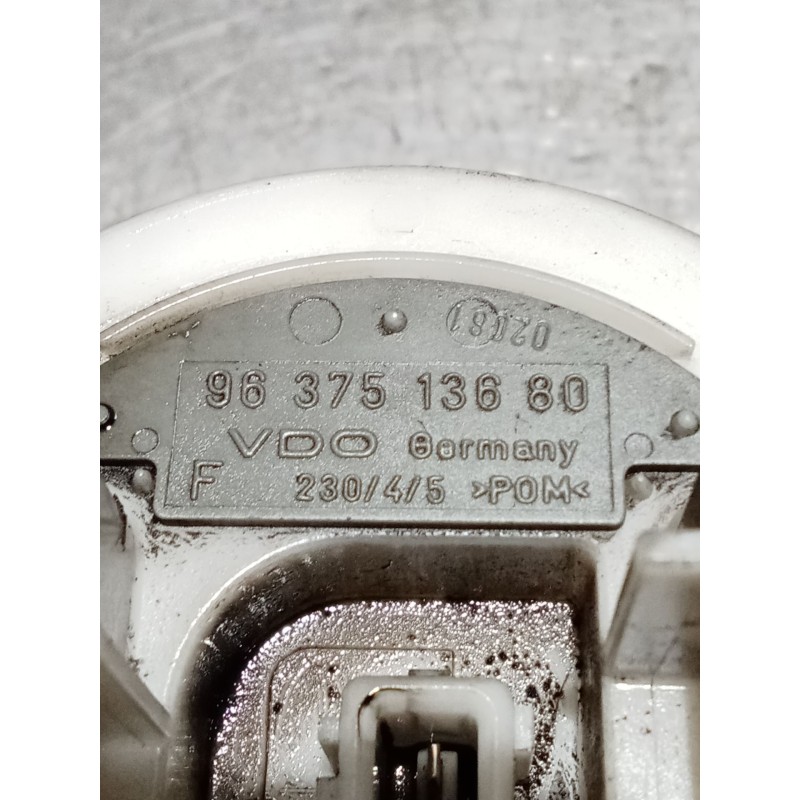 96 375 136 80
VDO Germany
F 230/4/5 >POM<